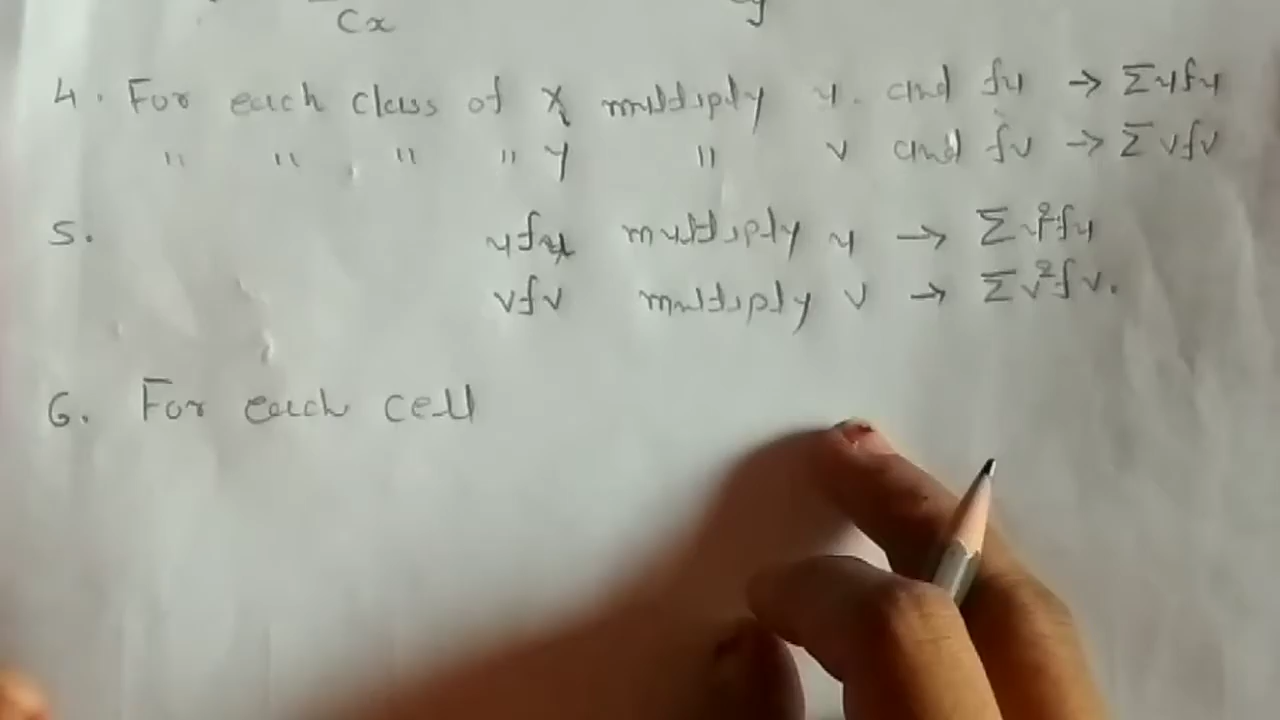 Cx y
4. For each class of X multiply u. and fu → Σufu
" " " " y " v and fv → Σvfv
5. ufu multiply u → Σu²fu
vfv multiply v → Σv²fv.
6. For each cell